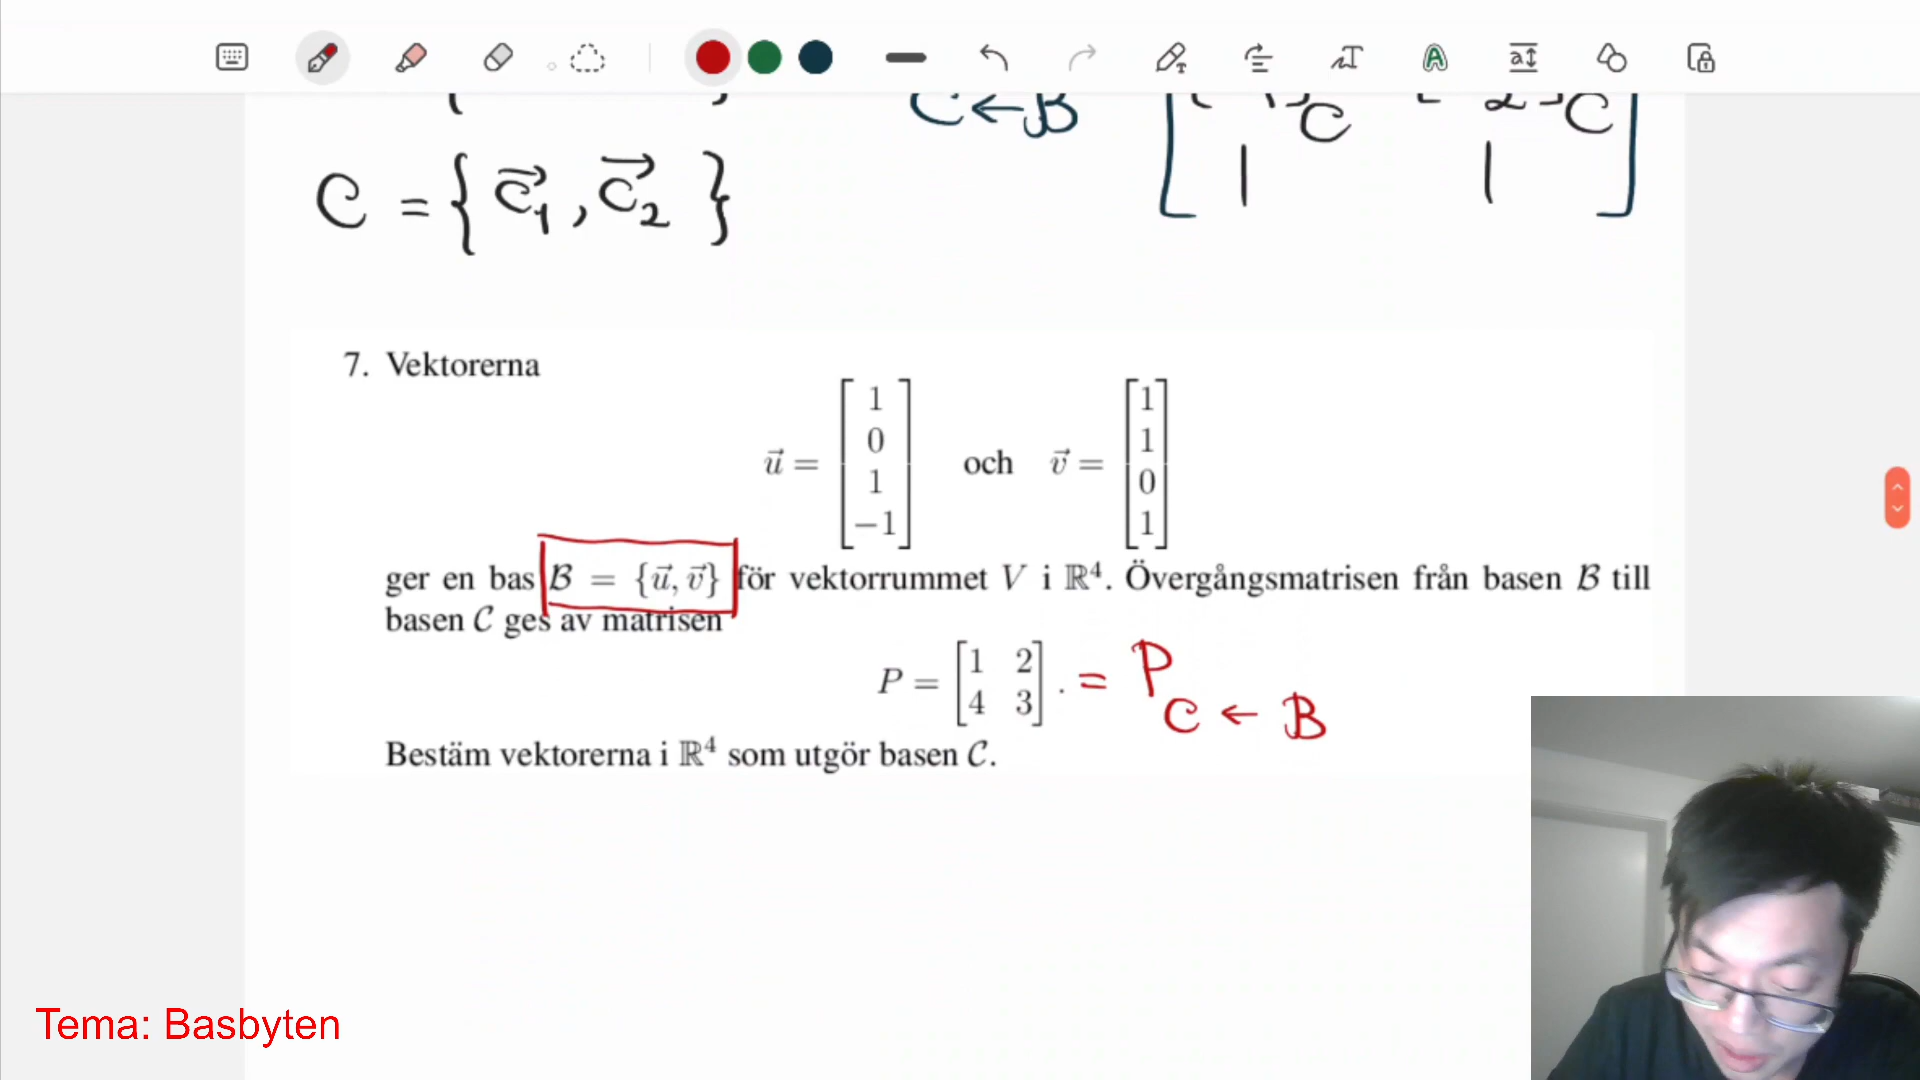 C ← B
C
C
C = { c⃗₁, c⃗₂ }
7. Vektorerna
u⃗ = [1 0 1 −1] och v⃗ = [1 1 0 1]
ger en bas ℬ = {u⃗, v⃗} för vektorrummet V i ℝ⁴. Övergångsmatrisen från basen ℬ till
basen 𝒞 ges av matrisen
P = [1 2; 4 3]. = P C ← B
Bestäm vektorerna i ℝ⁴ som utgör basen 𝒞.
Tema: Basbyten